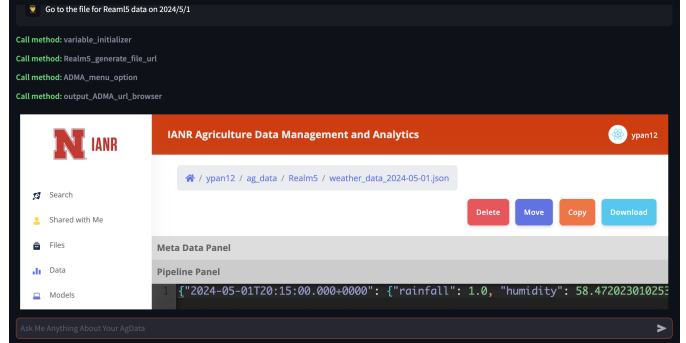 Go to the file for Reaml5 data on 2024/5/1
Call method: variable_initializer
Call method: Realm5_generate_file_url
Call method: ADMA_menu_option
Call method: output_ADMA_url_browser
N IANR
IANR Agriculture Data Management and Analytics
ypan12
/ ypan12 / ag_data / Realm5 / weather_data_2024-05-01.json
Delete Move Copy Download
Search
Shared with Me
Files
Data
Models
Meta Data Panel
Pipeline Panel
1 {"2024-05-01T20:15:00.000+0000": {"rainfall": 1.0, "humidity": 58.472023010253
Ask Me Anything About Your AgData